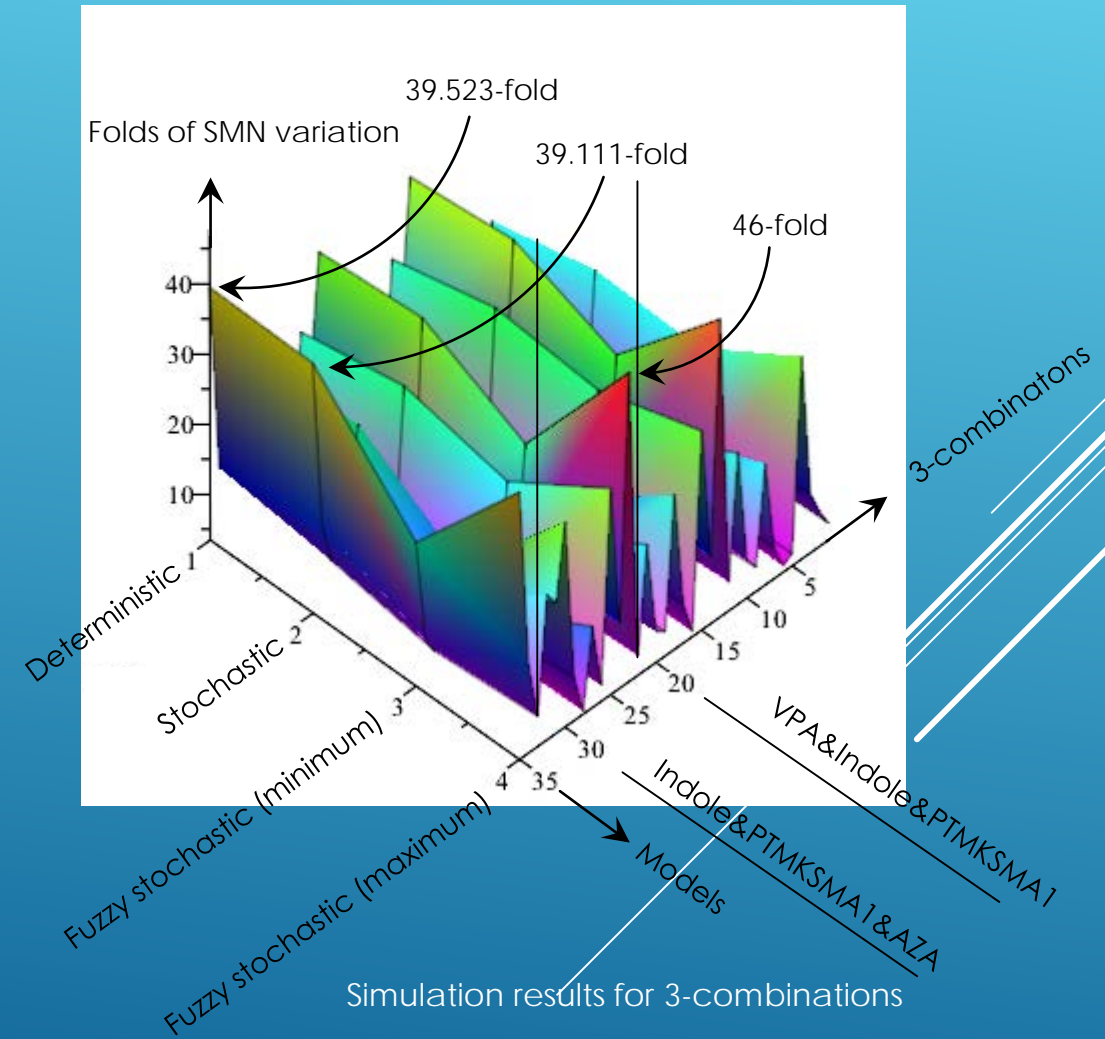 39.523-fold
Folds of SMN variation
39.111-fold
46-fold
40
30
20
10
3-combinatons
1
2
3
4
5
10
15
20
25
30
35
Deterministic
Stochastic
Fuzzy stochastic (minimum)
Fuzzy stochastic (maximum)
Models
VPA&Indole&PTMKSMA1
Indole&PTMKSMA1&AZA
Simulation results for 3-combinations